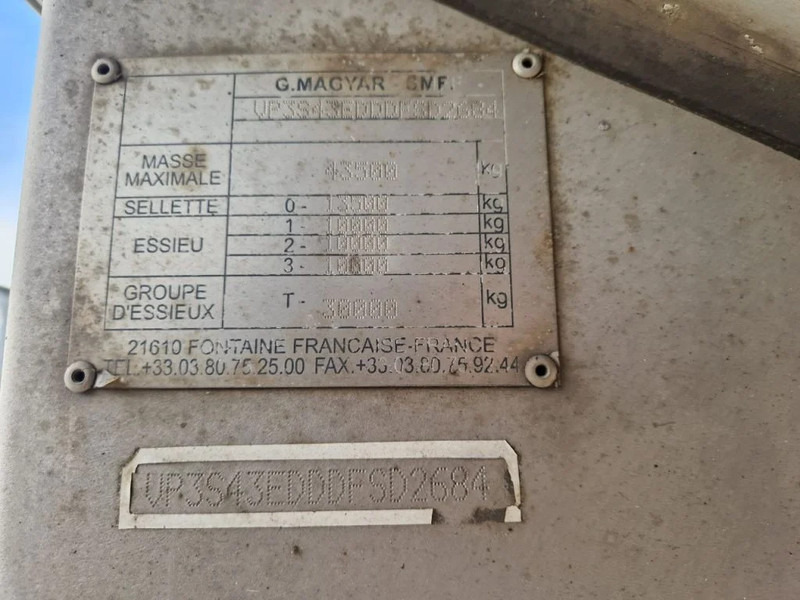 G.MAGYAR SMFF
VP3S43EDDDFSD2684
MASSE MAXIMALE 43500 kg
SELLETTE 0- 13500 kg
ESSIEU 1- 10000 kg
2- 10000 kg
3- 10000 kg
GROUPE D'ESSIEUX T- 30000 kg
21610 FONTAINE FRANCAISE-FRANCE
TEL.+33.03.80.75.25.00 FAX.+33.03.80.75.92.44
VP3S43EDDDFSD2684